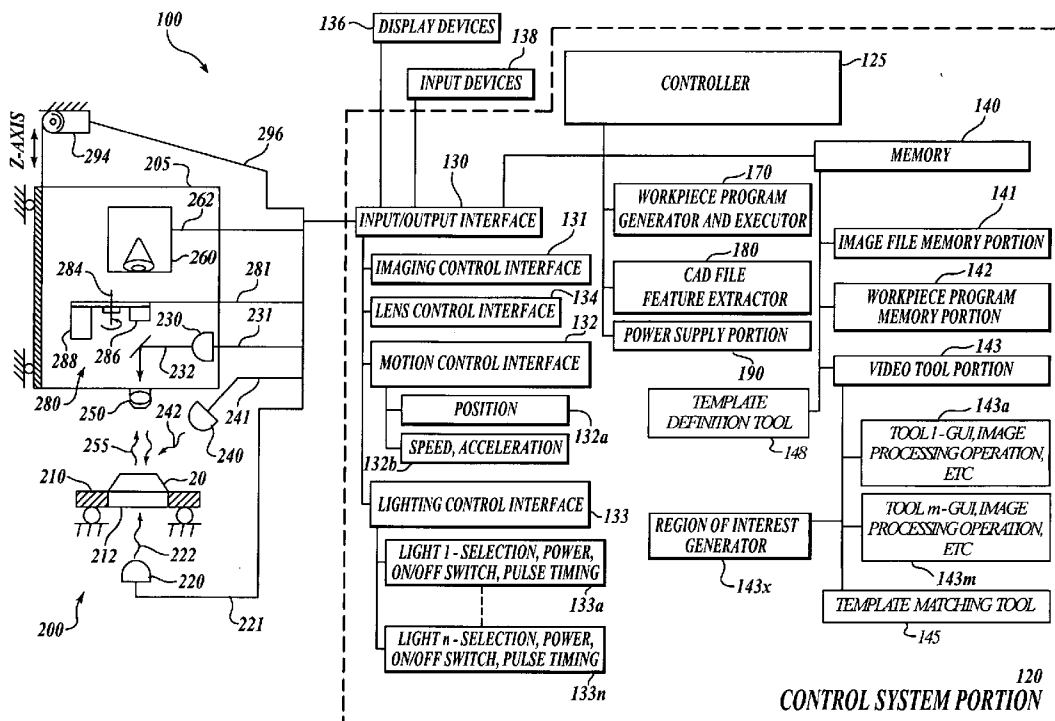 100
136
DISPLAY DEVICES
138
INPUT DEVICES
Z-AXIS
294
296
205
262
260
284
281
230
231
288
286
232
280
250
242
241
255
240
20
210
212
222
220
200
221
130
INPUT/OUTPUT INTERFACE
131
IMAGING CONTROL INTERFACE
134
LENS CONTROL INTERFACE
132
MOTION CONTROL INTERFACE
POSITION
132a
SPEED, ACCELERATION
132b
133
LIGHTING CONTROL INTERFACE
LIGHT 1 - SELECTION, POWER,
ON/OFF SWITCH, PULSE TIMING
133a
LIGHT n - SELECTION, POWER,
ON/OFF SWITCH, PULSE TIMING
133n
125
CONTROLLER
140
MEMORY
170
WORKPIECE PROGRAM
GENERATOR AND EXECUTOR
180
CAD FILE
FEATURE EXTRACTOR
POWER SUPPLY PORTION
190
141
IMAGE FILE MEMORY PORTION
142
WORKPIECE PROGRAM
MEMORY PORTION
143
VIDEO TOOL PORTION
TEMPLATE
DEFINITION TOOL
148
143a
TOOL 1 - GUI, IMAGE
PROCESSING OPERATION,
ETC
TOOL m - GUI, IMAGE
PROCESSING OPERATION,
ETC
143m
REGION OF INTEREST
GENERATOR
143x
TEMPLATE MATCHING TOOL
145
120
CONTROL SYSTEM PORTION